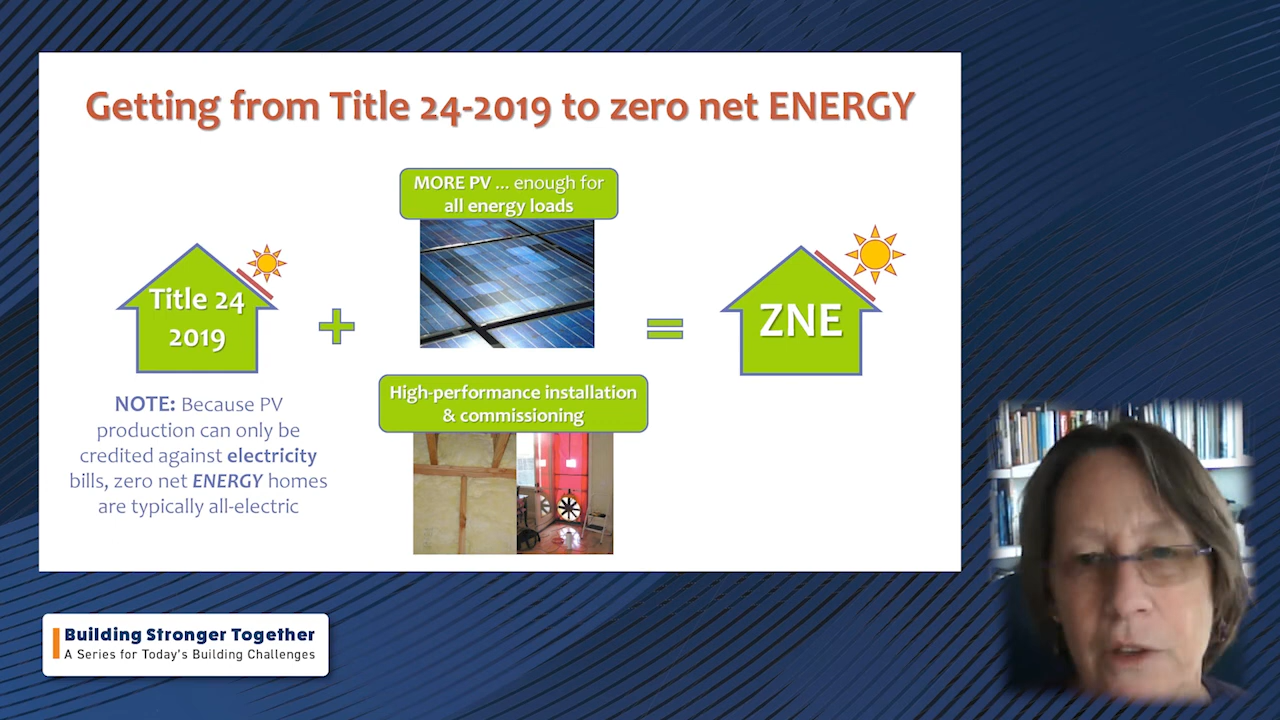 Getting from Title 24-2019 to zero net ENERGY
MORE PV ... enough for
all energy loads
Title 24
2019
+
=
ZNE
High-performance installation
& commissioning
NOTE: Because PV
production can only be
credited against electricity
bills, zero net ENERGY homes
are typically all-electric
Building Stronger Together
A Series for Today's Building Challenges